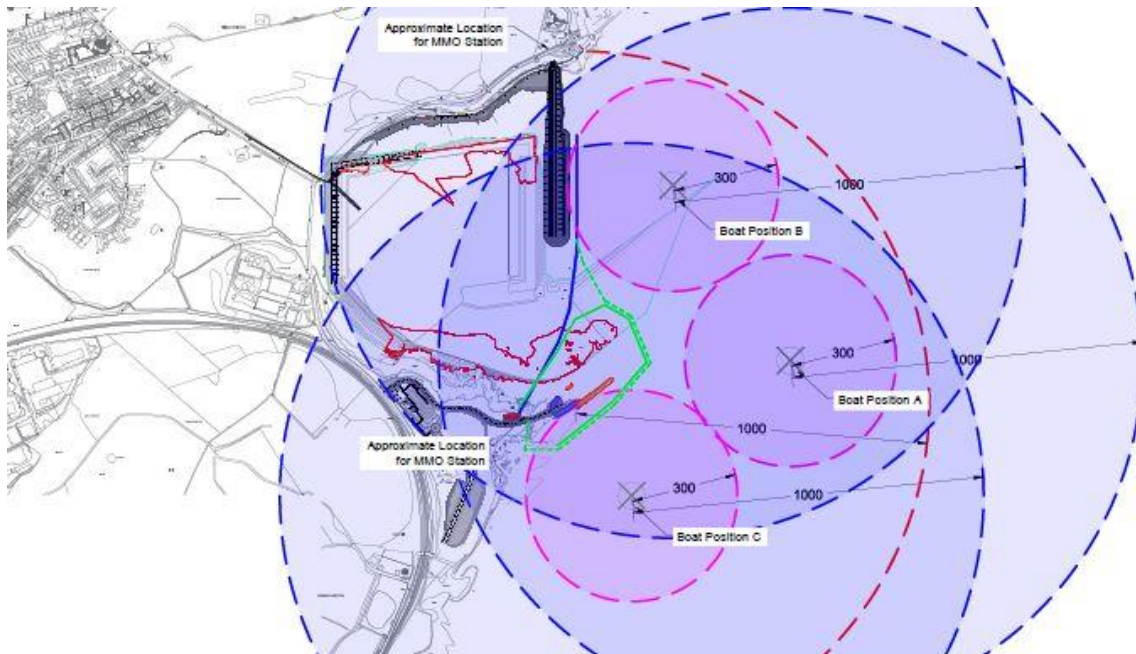 Approximate Location
for MMO Station
300
1000
Boat Position B
300
1000
Boat Position A
1000
Approximate Location
for MMO Station
300
1000
Boat Position C